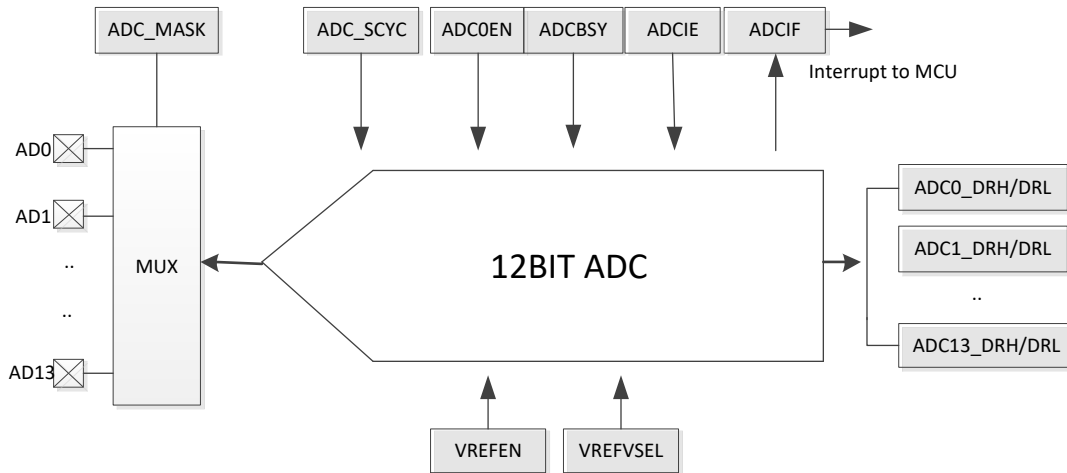 ADC_MASK
ADC_SCYC
ADC0EN
ADCBSY
ADCIE
ADCIF
Interrupt to MCU
AD0
AD1
..
..
AD13
MUX
12BIT ADC
ADC0_DRH/DRL
ADC1_DRH/DRL
..
ADC13_DRH/DRL
VREFEN
VREFVSEL